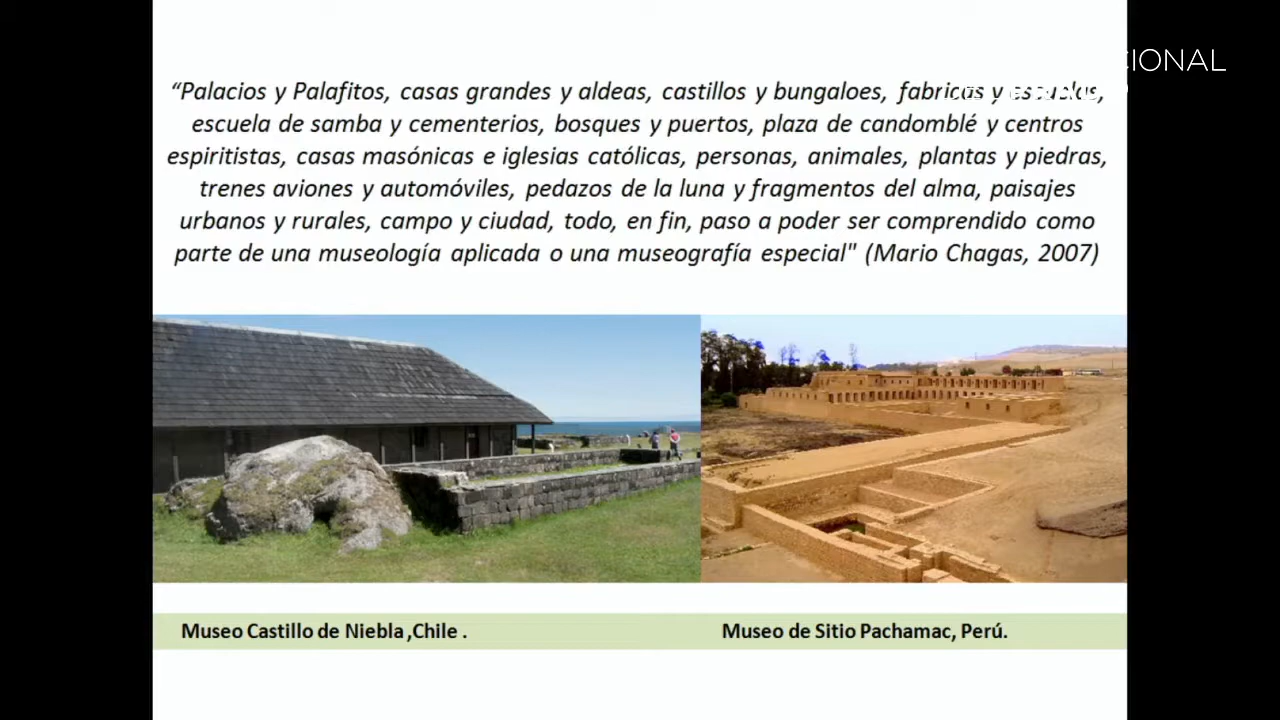 “Palacios y Palafitos, casas grandes y aldeas, castillos y bungaloes, fabricas y escuelas,
escuela de samba y cementerios, bosques y puertos, plaza de candomblé y centros
espiritistas, casas masónicas e iglesias católicas, personas, animales, plantas y piedras,
trenes aviones y automóviles, pedazos de la luna y fragmentos del alma, paisajes
urbanos y rurales, campo y ciudad, todo, en fin, paso a poder ser comprendido como
parte de una museología aplicada o una museografía especial" (Mario Chagas, 2007)
Museo Castillo de Niebla ,Chile .
Museo de Sitio Pachamac, Perú.